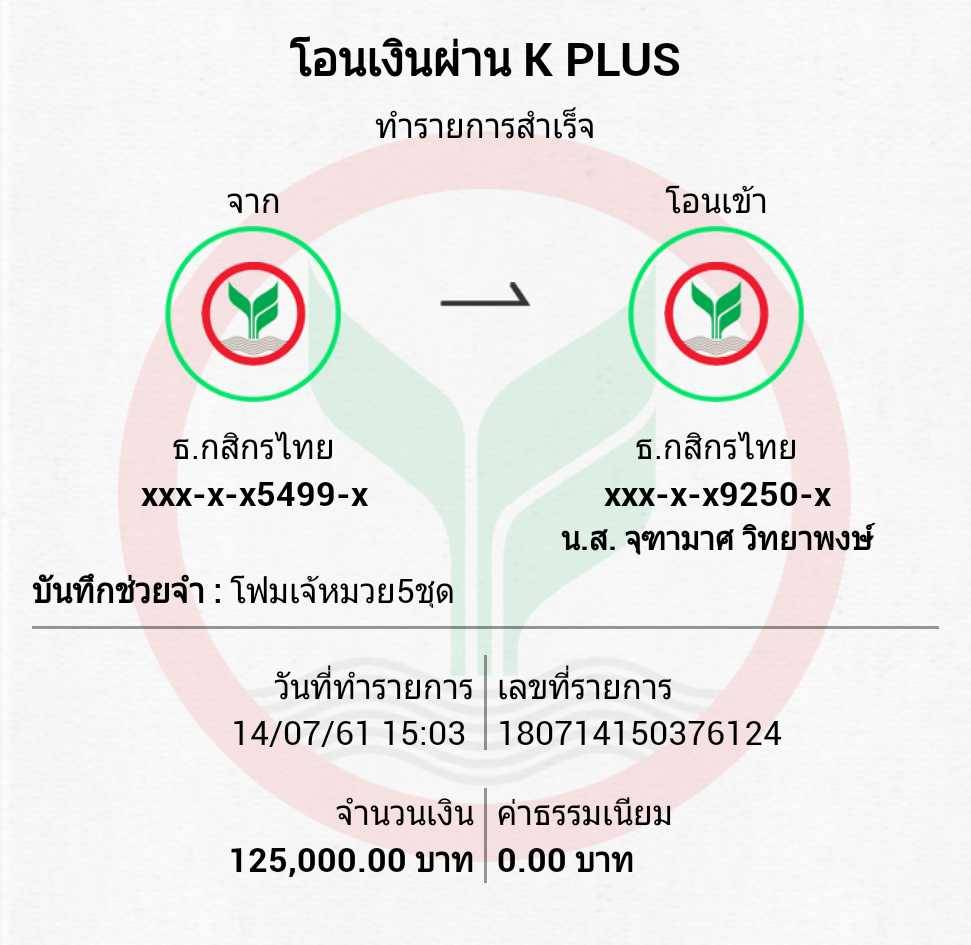 โอนเงินผ่าน K PLUS
ทำรายการสำเร็จ
จาก
โอนเข้า
ธ.กสิกรไทย
xxx-x-x5499-x
ธ.กสิกรไทย
xxx-x-x9250-x
น.ส. จุฑามาศ วิทยาพงษ์
บันทึกช่วยจำ : โฟมเจ้หมวย5ชุด
วันที่ทำรายการ
14/07/61 15:03
เลขที่รายการ
180714150376124
จำนวนเงิน
125,000.00 บาท
ค่าธรรมเนียม
0.00 บาท